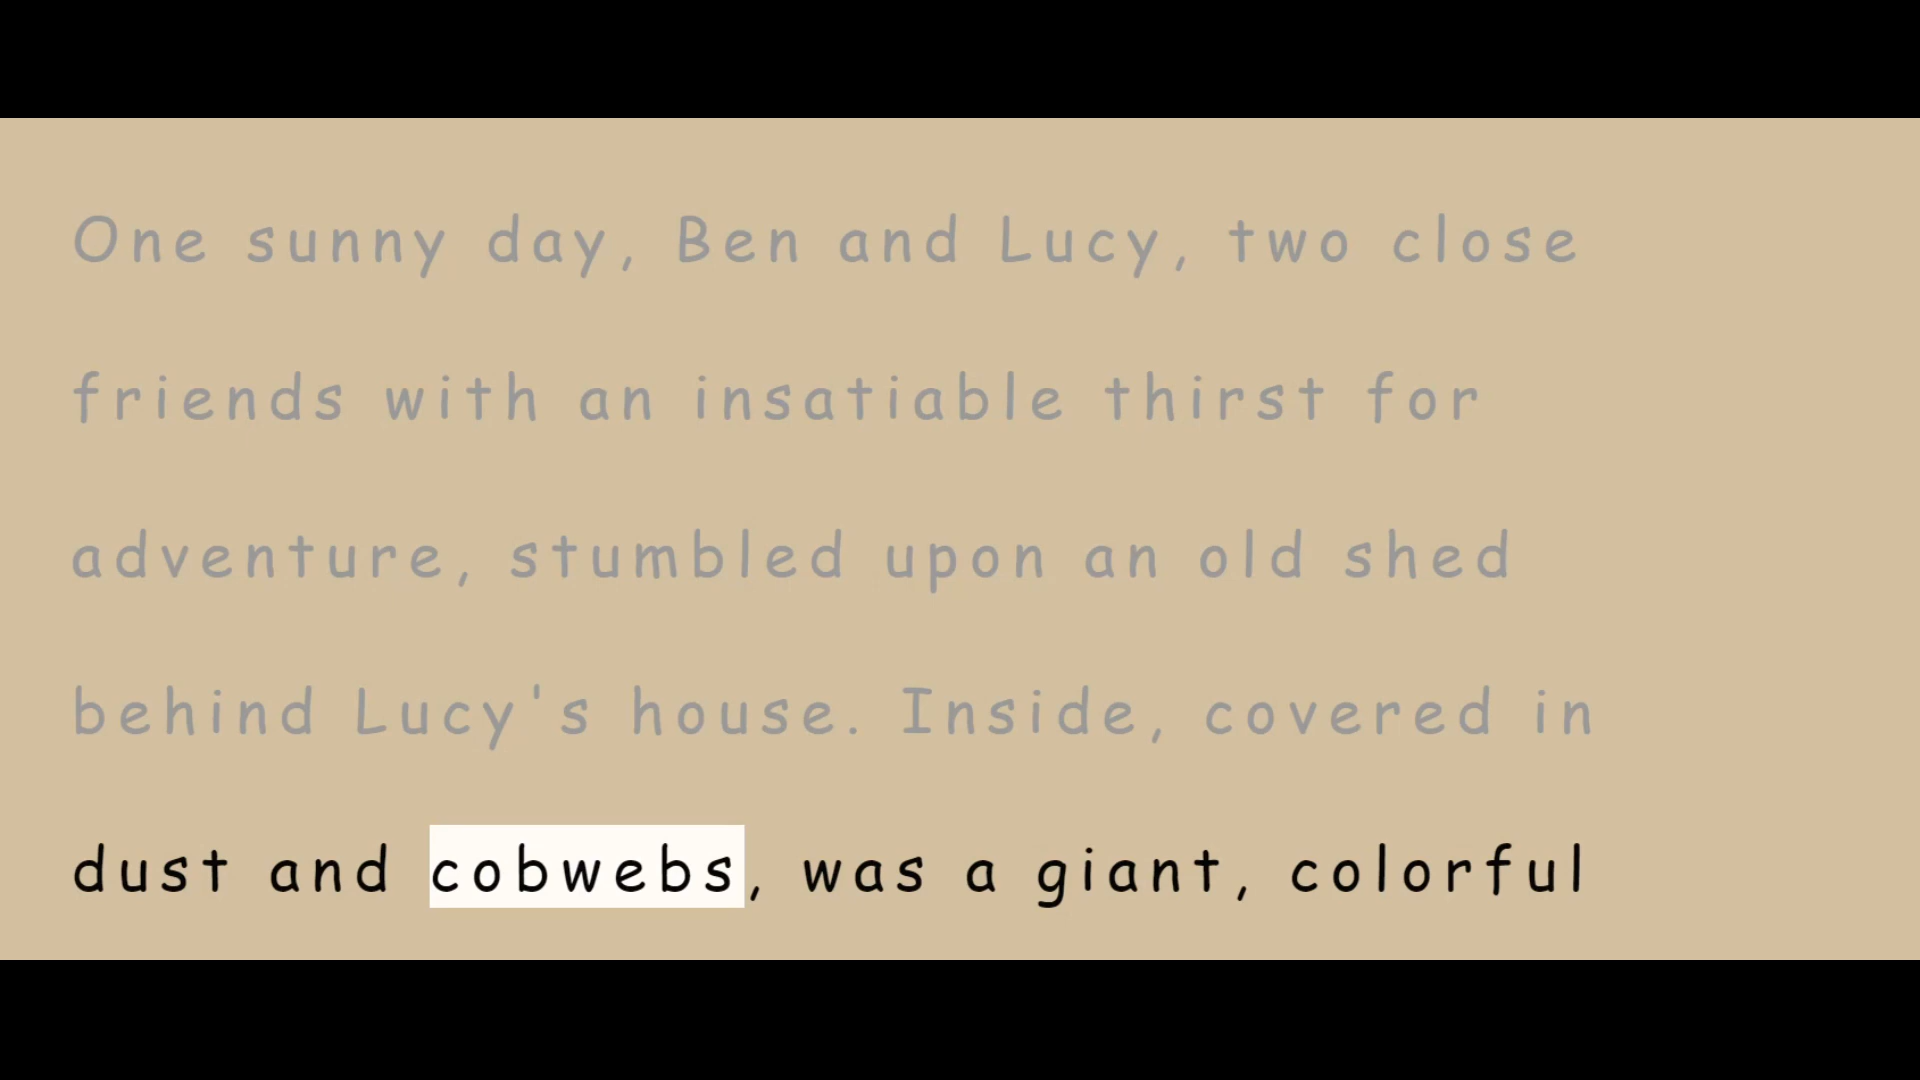 One sunny day, Ben and Lucy, two close
friends with an insatiable thirst for
adventure, stumbled upon an old shed
behind Lucy's house. Inside, covered in
dust and cobwebs, was a giant, colorful